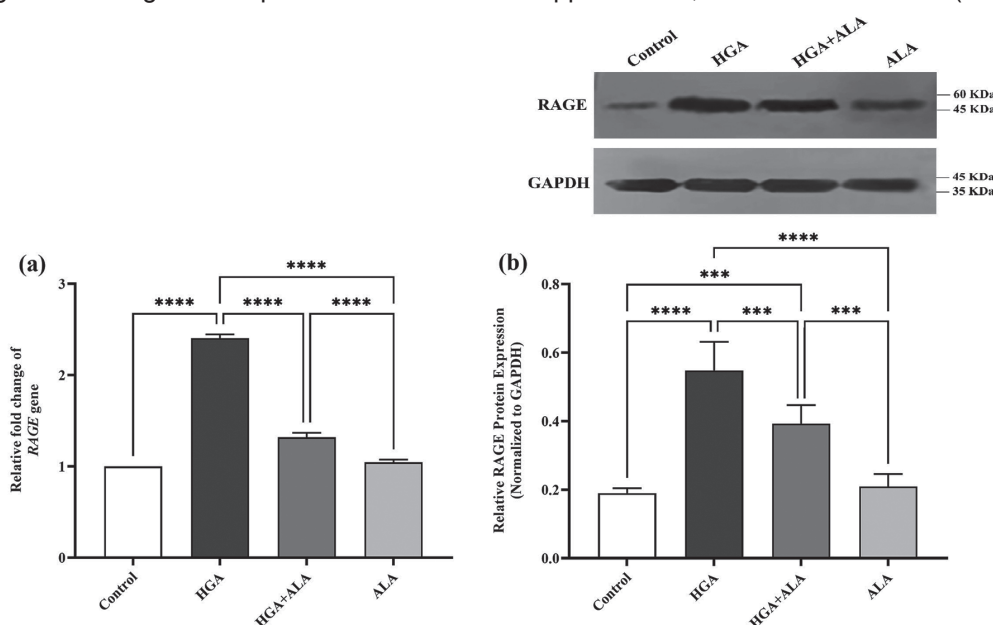 Control HGA HGA+ALA ALA
RAGE
60 KDa
45 KDa
GAPDH
45 KDa
35 KDa
(a)
Relative fold change of
RAGE gene
3
2
1
0
****
**** **** ****
Control HGA HGA+ALA ALA
(b)
Relative RAGE Protein Expression
(Normalized to GAPDH)
0.8
0.6
0.4
0.2
0.0
****
***
**** *** ***
Control HGA HGA+ALA ALA